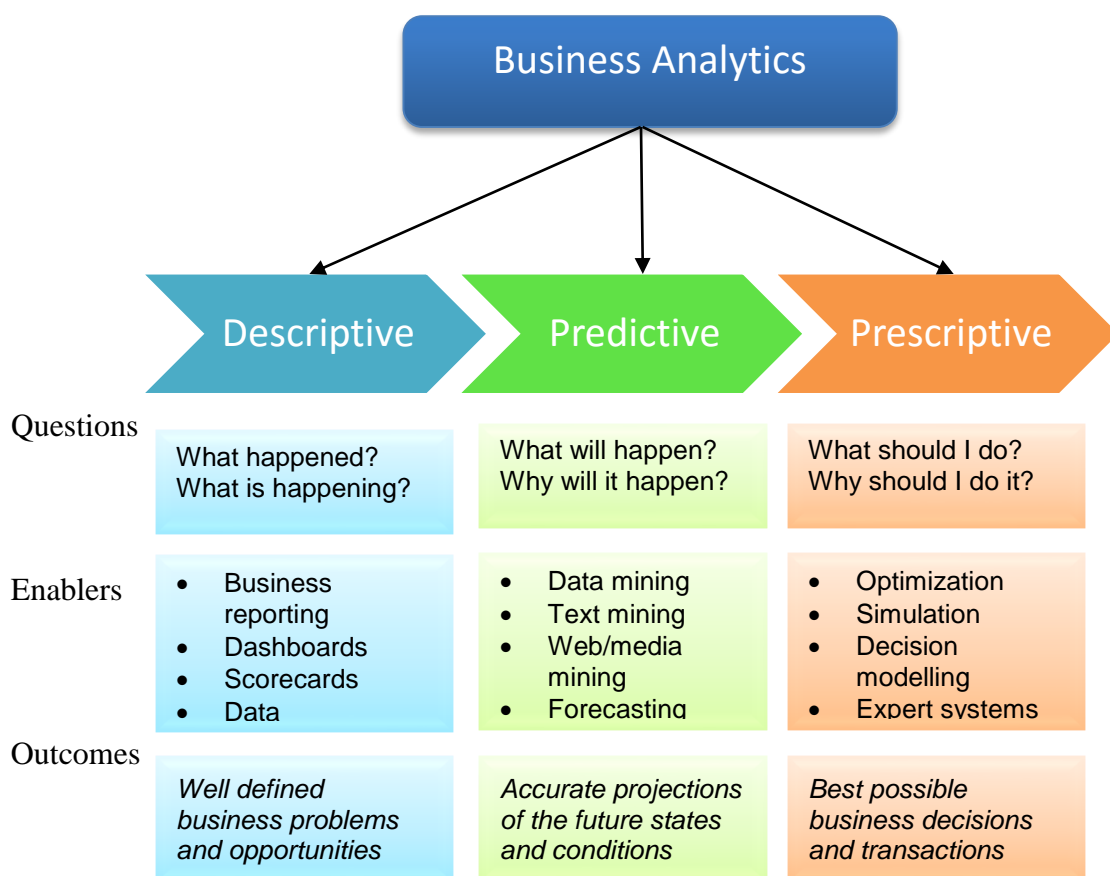 Business Analytics
Descriptive
Predictive
Prescriptive
Questions
What happened?
What is happening?
What will happen?
Why will it happen?
What should I do?
Why should I do it?
Enablers
• Business
reporting
• Dashboards
• Scorecards
• Data
• Data mining
• Text mining
• Web/media
mining
• Forecasting
• Optimization
• Simulation
• Decision
modelling
• Expert systems
Outcomes
Well defined
business problems
and opportunities
Accurate projections
of the future states
and conditions
Best possible
business decisions
and transactions